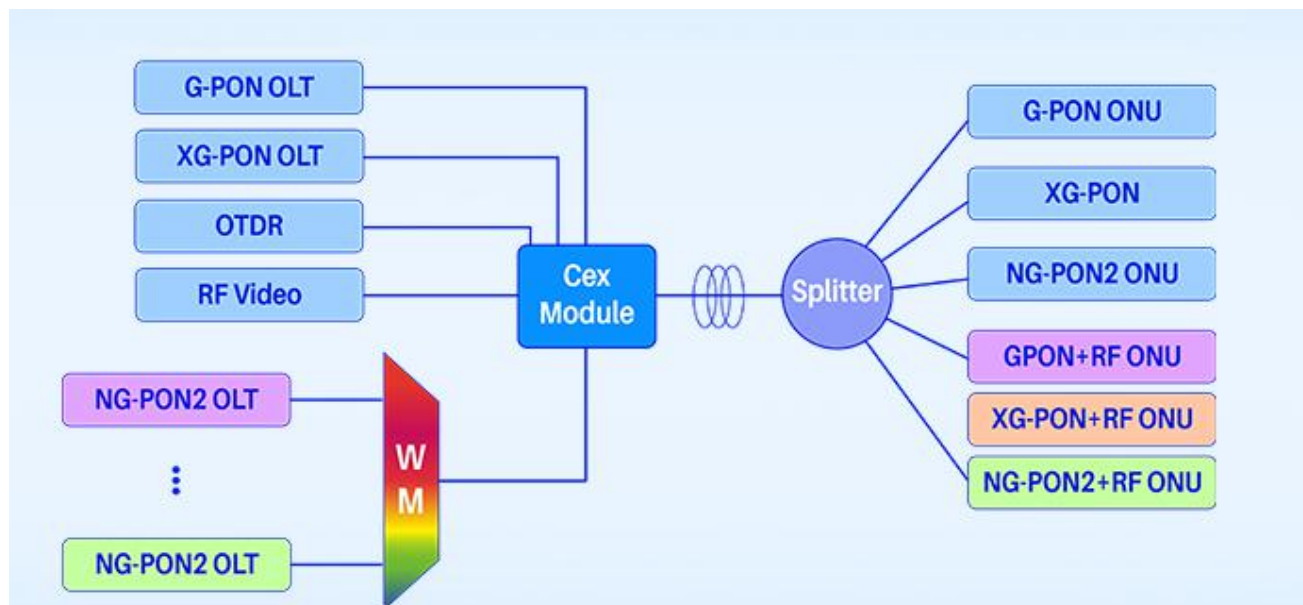 G-PON OLT
XG-PON OLT
OTDR
RF Video
NG-PON2 OLT
NG-PON2 OLT
W
M
Cex
Module
Splitter
G-PON ONU
XG-PON
NG-PON2 ONU
GPON+RF ONU
XG-PON+RF ONU
NG-PON2+RF ONU